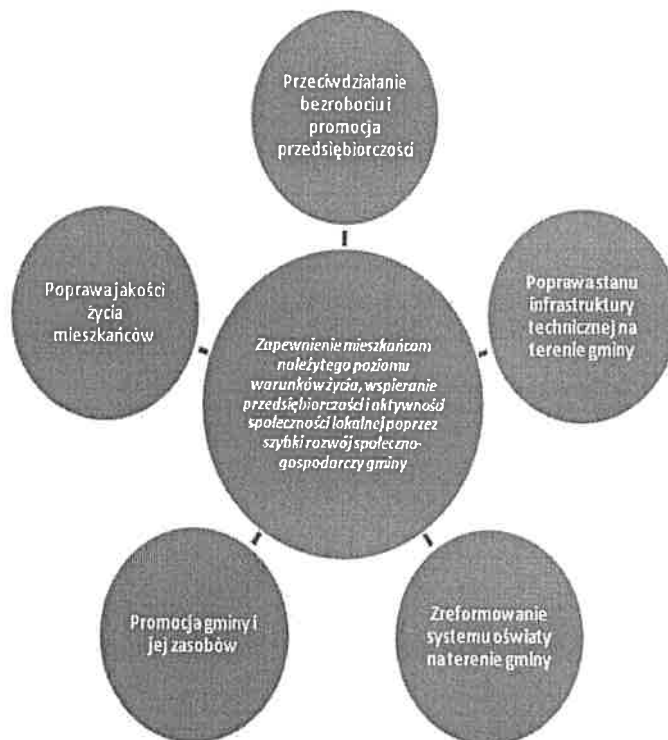 Przeciwdziałanie
bezrobociu i
promocja
przedsiębiorczości
Poprawa jakości
życia
mieszkańców
Poprawa stanu
infrastruktury
technicznej na
terenie gminy
Zapewnienie mieszkańcom
należytego poziomu
warunków życia, wspieranie
przedsiębiorczości i aktywności
społeczności lokalnej poprzez
szybki rozwój społeczno-
gospodarczy gminy
Promocja gminy i
jej zasobów
Zreformowanie
systemu oświaty
na terenie gminy